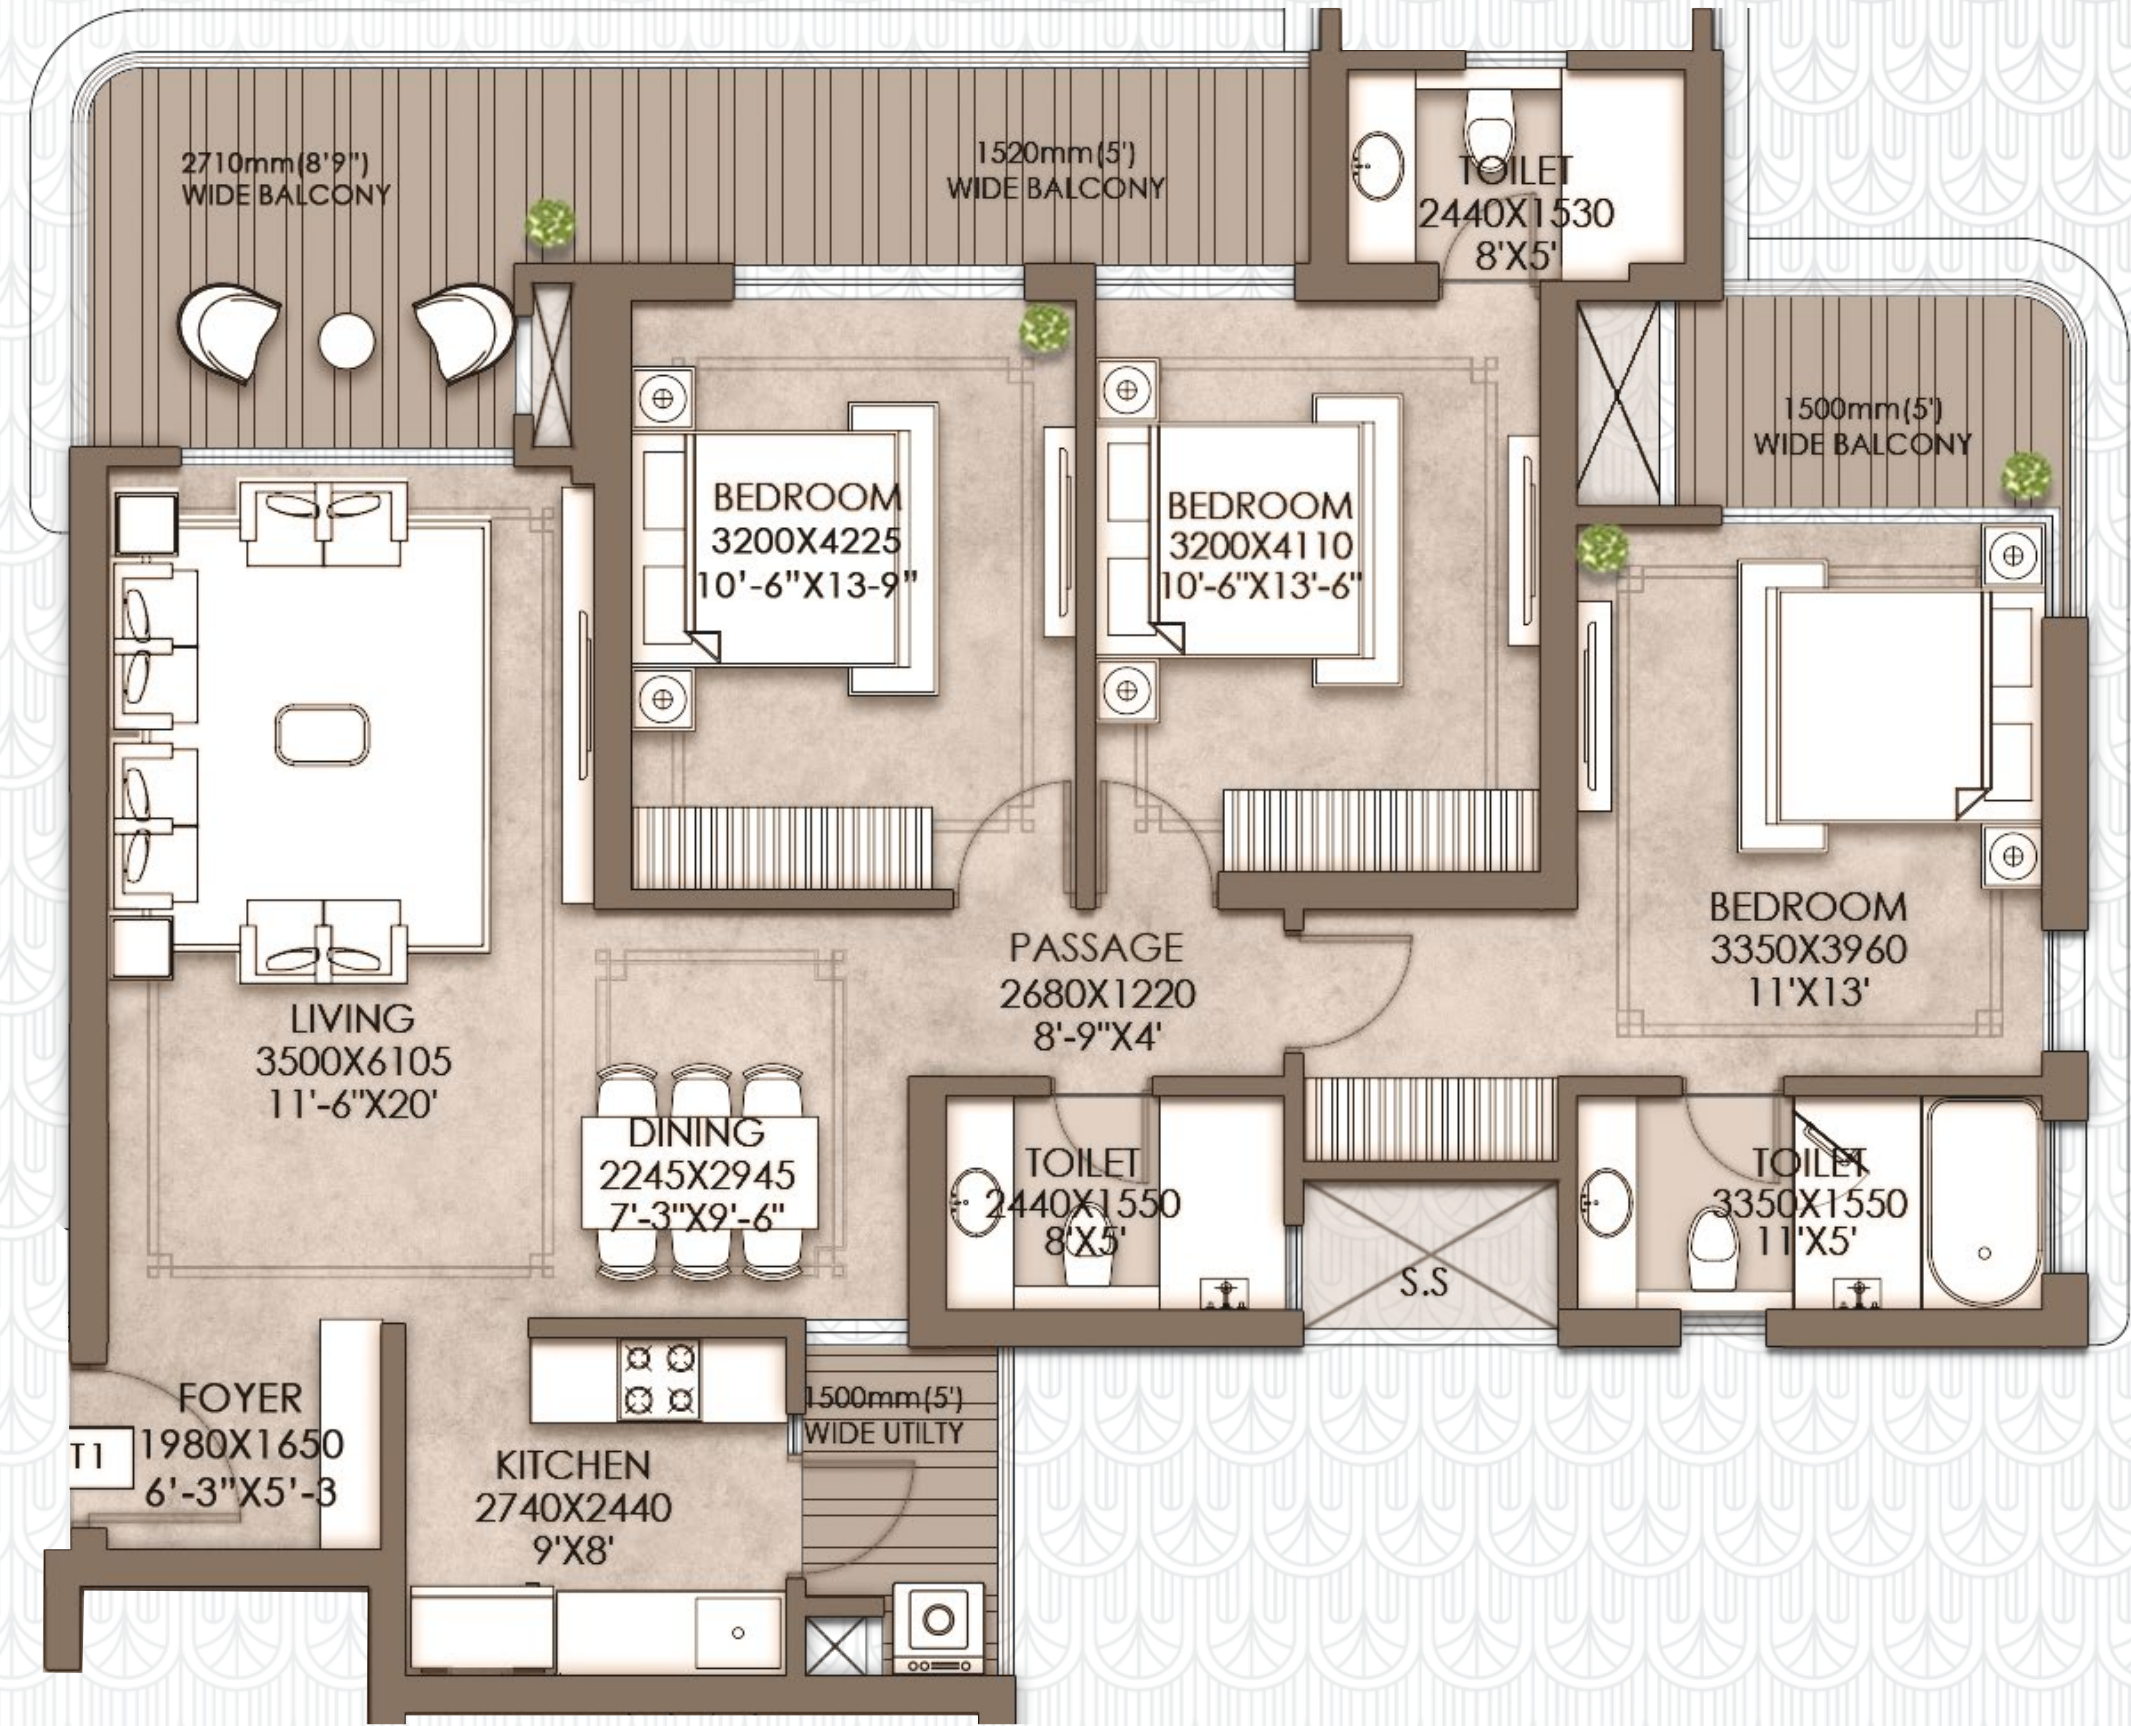 2710mm(8'9")
WIDE BALCONY
1520mm(5')
WIDE BALCONY
TOILET
2440X1530
8'X5'
1500mm(5')
WIDE BALCONY
BEDROOM
3200X4225
10'-6"X13-9"
BEDROOM
3200X4110
10'-6"X13'-6"
BEDROOM
3350X3960
11'X13'
PASSAGE
2680X1220
8'-9"X4'
LIVING
3500X6105
11'-6"X20'
DINING
2245X2945
7'-3"X9'-6"
TOILET
2440X1550
8'X5'
S.S
TOILET
3350X1550
11'X5'
FOYER
1980X1650
6'-3"X5'-3
T1
KITCHEN
2740X2440
9'X8'
1500mm(5')
WIDE UTILTY